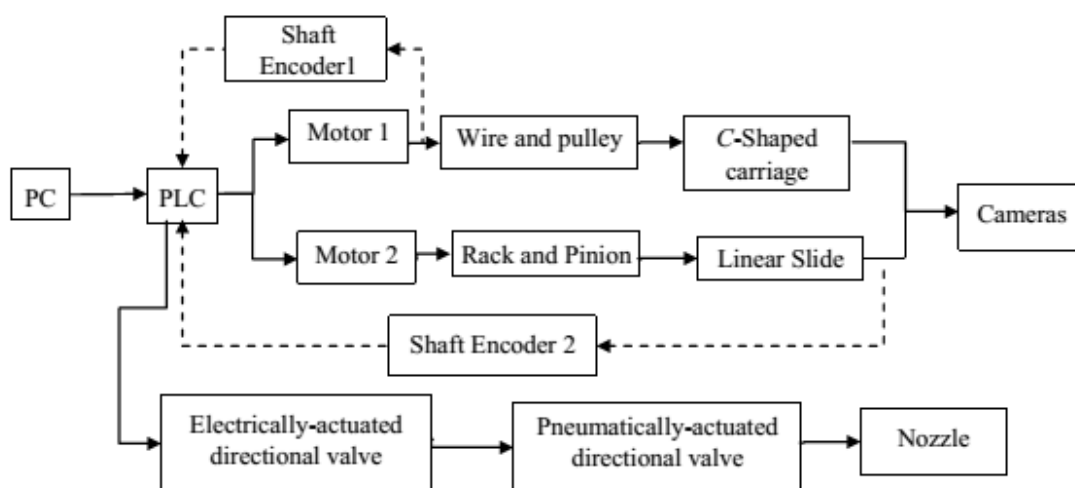 Shaft
Encoder1
Motor 1
Wire and pulley
C-Shaped
carriage
PC
PLC
Cameras
Motor 2
Rack and Pinion
Linear Slide
Shaft Encoder 2
Electrically-actuated
directional valve
Pneumatically-actuated
directional valve
Nozzle